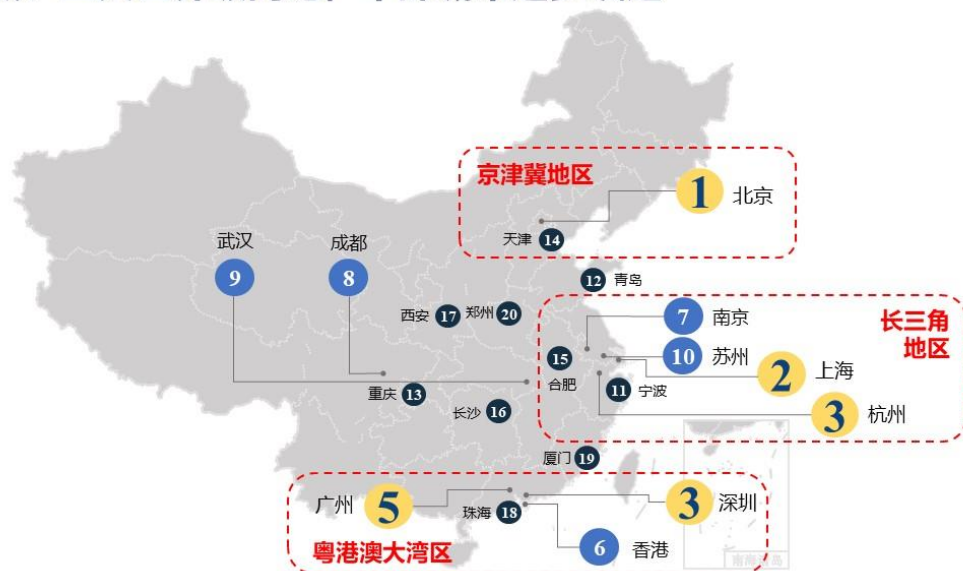 京津冀地区
1 北京
天津 14
武汉
9
成都
8
12 青岛
西安 17
郑州 20
7 南京
长三角
地区
10 苏州
15
合肥
2 上海
11 宁波
3 杭州
重庆 13
长沙 16
厦门 19
广州 5
珠海 18
3 深圳
6 香港
粤港澳大湾区
南海诸岛